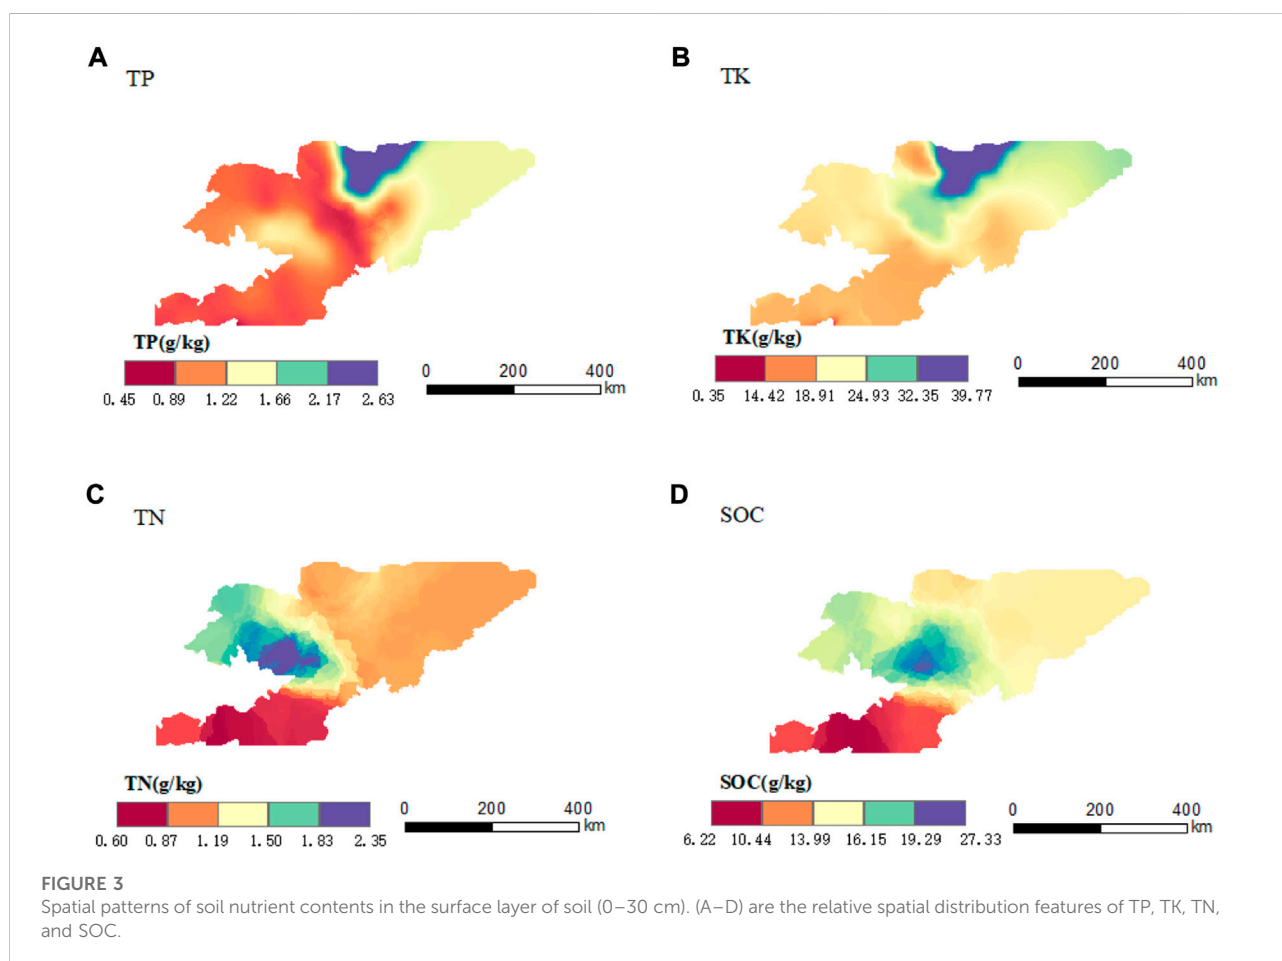 A
TP
B
TK
TP(g/kg)
0.45 0.89 1.22 1.66 2.17 2.63
0 200 400
km
TK(g/kg)
0.35 14.42 18.91 24.93 32.35 39.77
0 200 400
km
C
TN
D
SOC
TN(g/kg)
0.60 0.87 1.19 1.50 1.83 2.35
0 200 400
km
SOC(g/kg)
6.22 10.44 13.99 16.15 19.29 27.33
0 200 400
km
FIGURE 3
Spatial patterns of soil nutrient contents in the surface layer of soil (0–30 cm). (A–D) are the relative spatial distribution features of TP, TK, TN,
and SOC.